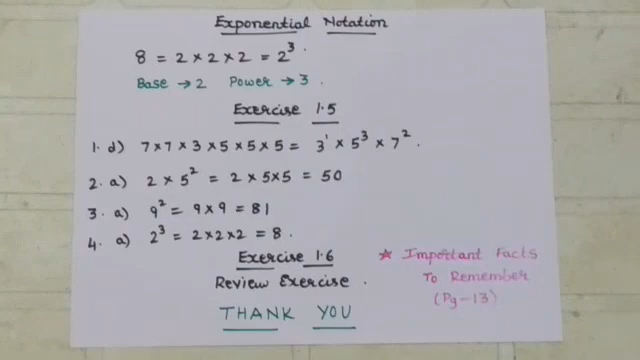 Exponential Notation
8 = 2 × 2 × 2 = 2³.
Base → 2 Power → 3
Exercise 1.5
1. d) 7 × 7 × 3 × 5 × 5 × 5 = 3¹ × 5³ × 7².
2. a) 2 × 5² = 2 × 5 × 5 = 50
3. a) 9² = 9 × 9 = 81
4. a) 2³ = 2 × 2 × 2 = 8.
Exercise 1.6
Review Exercise.
THANK YOU
★ Important Facts
To Remember
(Pg - 13)